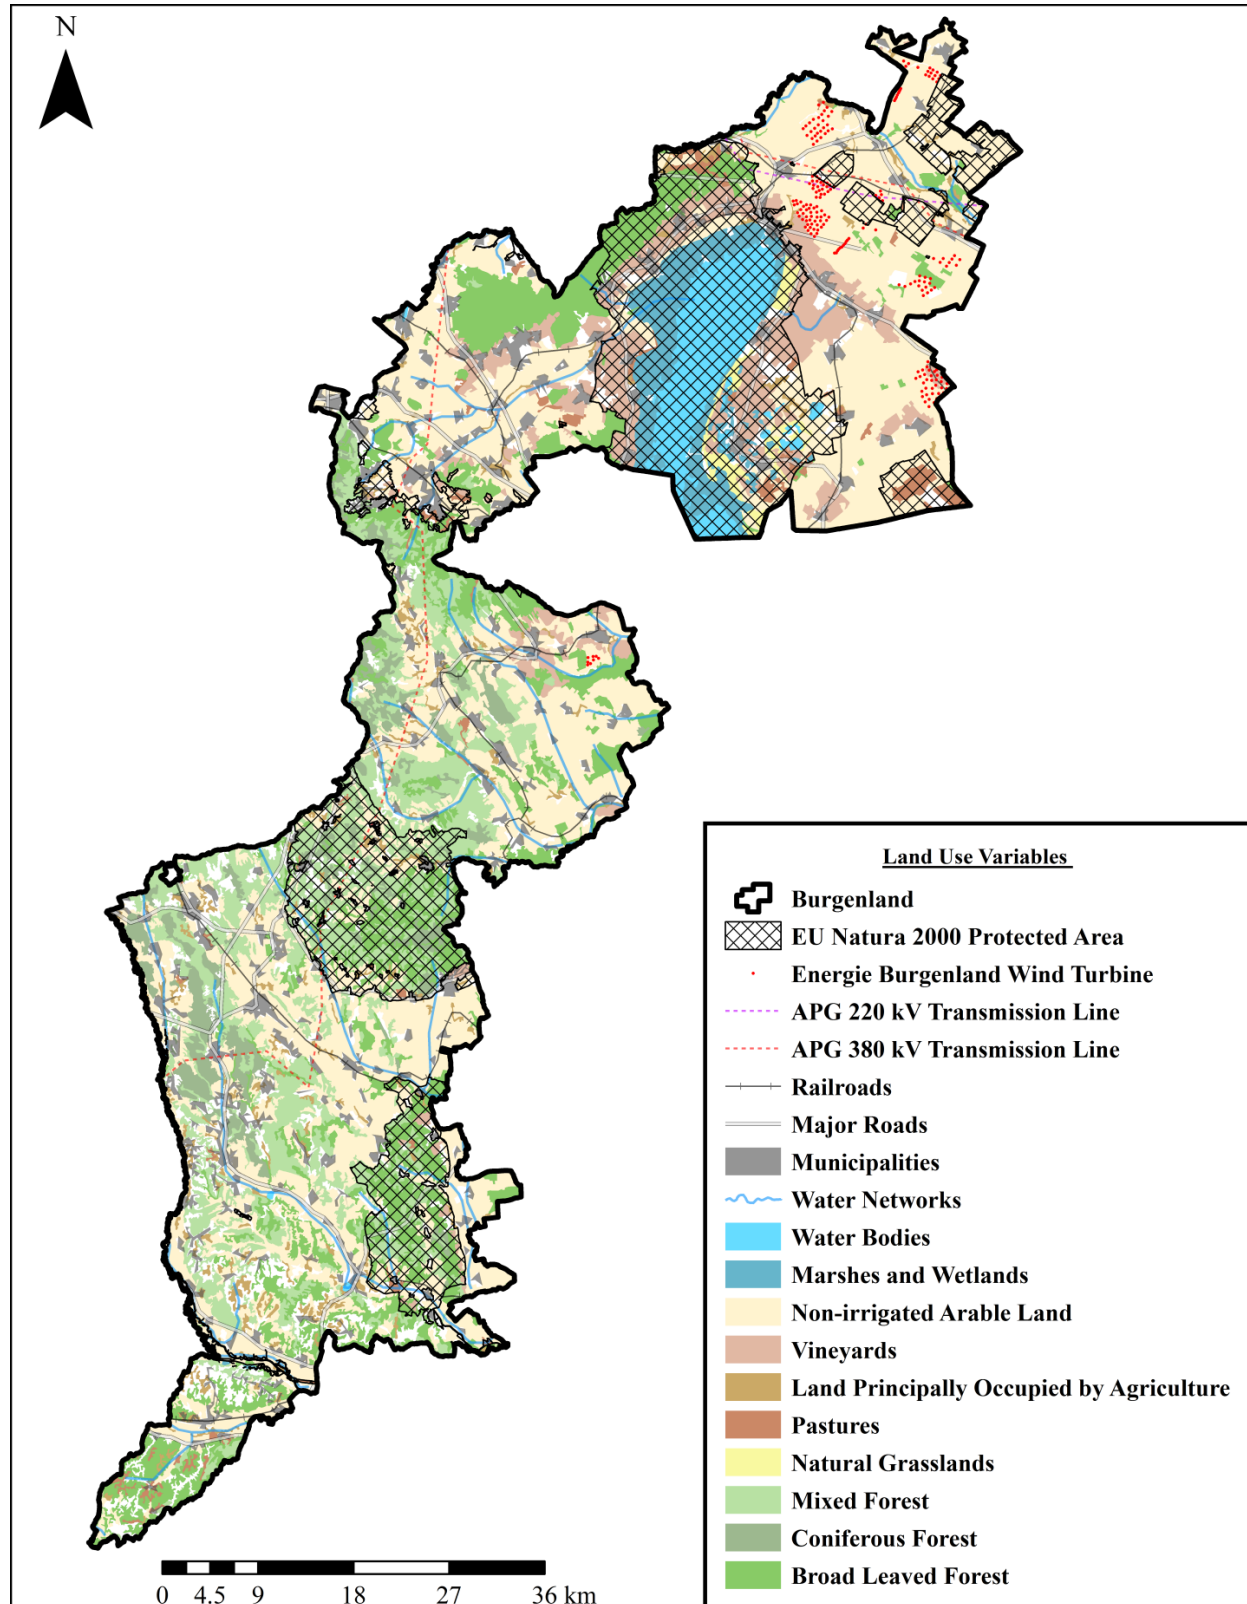 N
Land Use Variables
Burgenland
EU Natura 2000 Protected Area
Energie Burgenland Wind Turbine
APG 220 kV Transmission Line
APG 380 kV Transmission Line
Railroads
Major Roads
Municipalities
Water Networks
Water Bodies
Marshes and Wetlands
Non-irrigated Arable Land
Vineyards
Land Principally Occupied by Agriculture
Pastures
Natural Grasslands
Mixed Forest
Coniferous Forest
Broad Leaved Forest
0 4.5 9 18 27 36 km